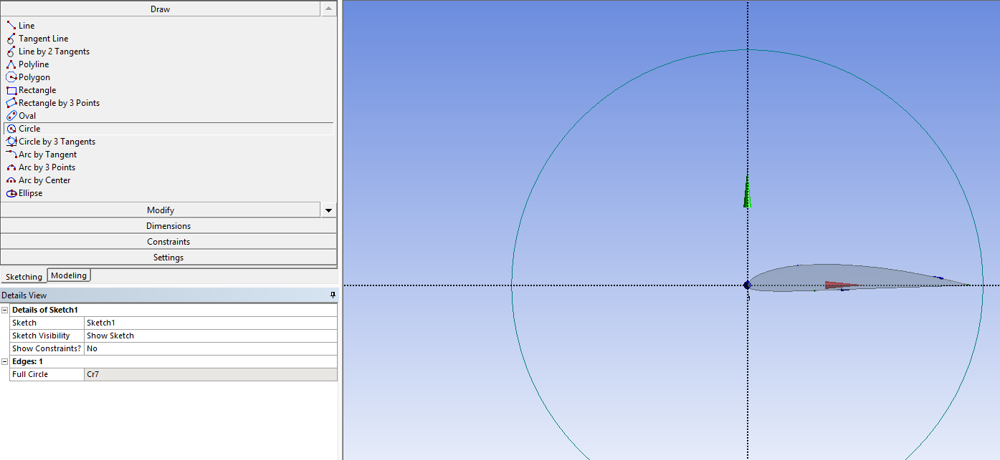 Draw
Line
Tangent Line
Line by 2 Tangents
Polyline
Polygon
Rectangle
Rectangle by 3 Points
Oval
Circle
Circle by 3 Tangents
Arc by Tangent
Arc by 3 Points
Arc by Center
Ellipse
Modify
Dimensions
Constraints
Settings
Sketching Modeling
Details View
Details of Sketch1
Sketch Sketch1
Sketch Visibility Show Sketch
Show Constraints? No
Edges: 1
Full Circle Cr7